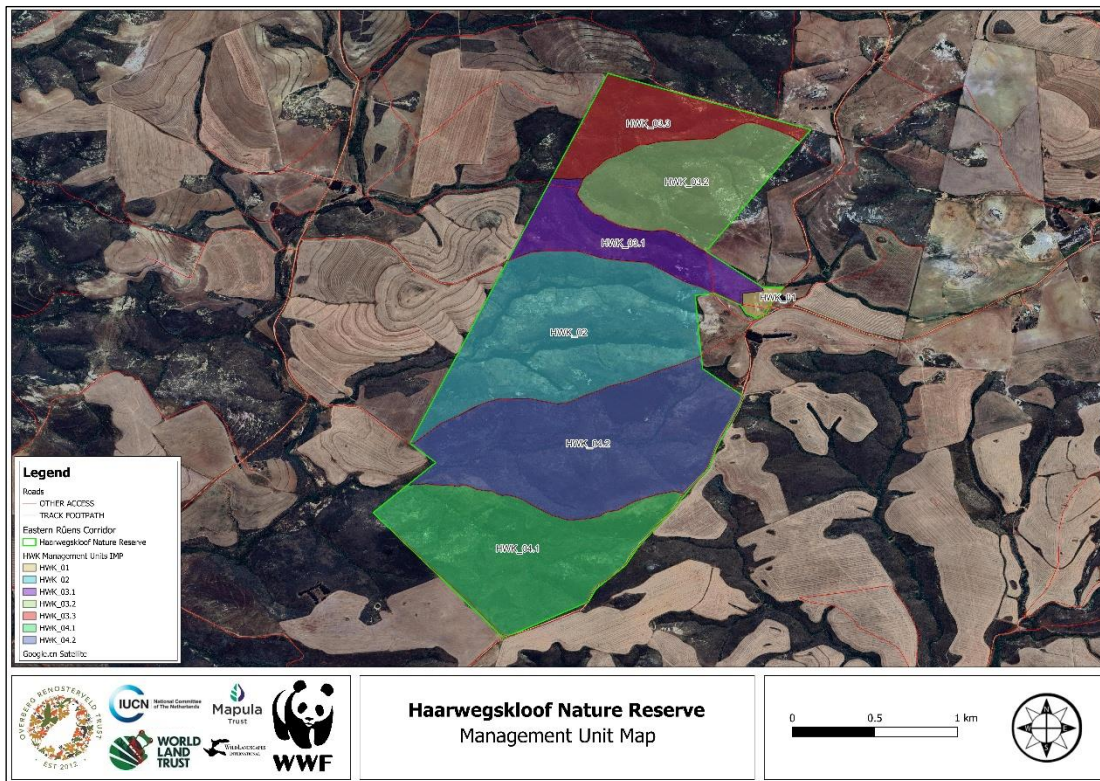 HWK_03.3
HWK_03.2
HWK_03.1
HWK_01
HWK_02
HWK_04.2
HWK_04.1
Legend
Roads
OTHER ACCESS
TRACK FOOTPATH
Eastern Rûens Corridor
Haarwegskloof Nature Reserve
HWK Management Units IMP
HWK_01
HWK_02
HWK_03.1
HWK_03.2
HWK_03.3
HWK_04.1
HWK_04.2
Google.cn Satellite
OVERBERG RENOSTERVELD TRUST
EST 2012
IUCN
National Committee
of The Netherlands
Mapula
Trust
WORLD
LAND
TRUST
WILDLANDSCAPES
INTERNATIONAL
WWF
Haarwegskloof Nature Reserve
Management Unit Map
0 0.5 1 km
N
W E
S